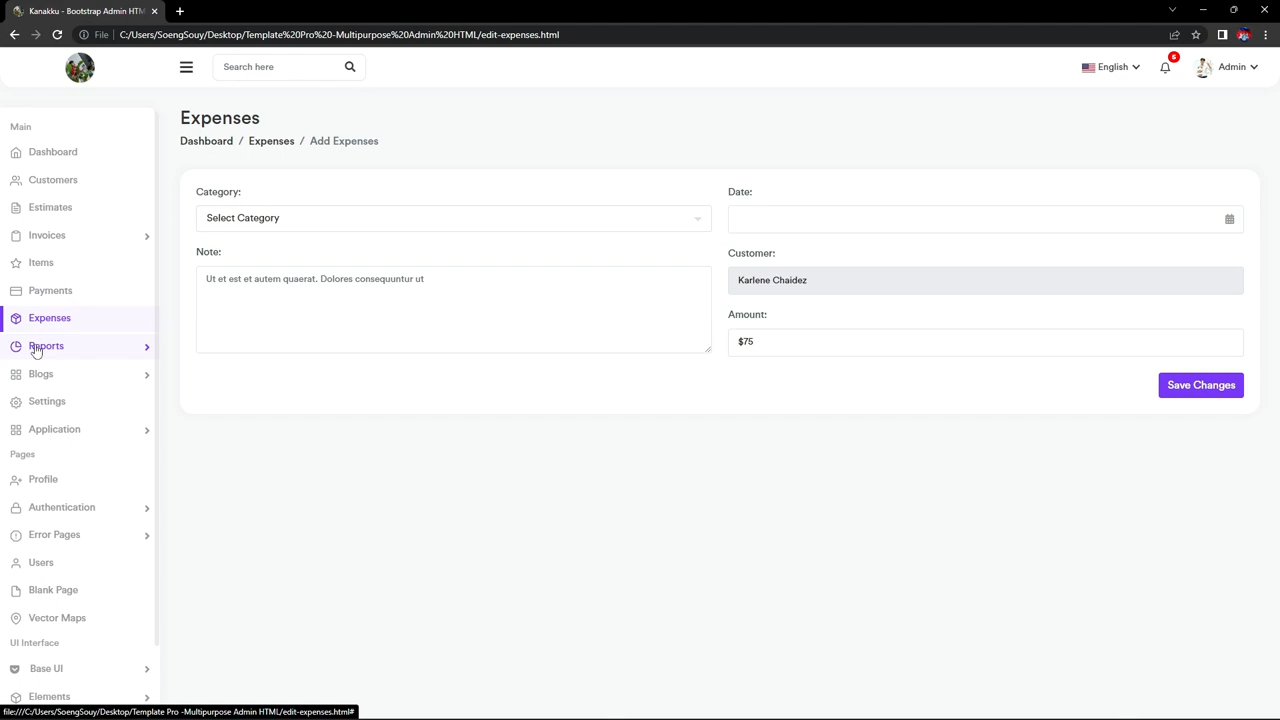 Kanakku - Bootstrap Admin HTM
File
C:/Users/SoengSouy/Desktop/Template%20Pro%20-Multipurpose%20Admin%20HTML/edit-expenses.html
Search here
English
5
Admin
Main
Dashboard
Customers
Estimates
Invoices
Items
Payments
Expenses
Reports
Blogs
Settings
Application
Pages
Profile
Authentication
Error Pages
Users
Blank Page
Vector Maps
UI Interface
Base UI
Elements
Expenses
Dashboard / Expenses / Add Expenses
Category:
Select Category
Note:
Ut et est et autem quaerat. Dolores consequuntur ut
Date:
Customer:
Karlene Chaidez
Amount:
$75
Save Changes
file:///C:/Users/SoengSouy/Desktop/Template Pro -Multipurpose Admin HTML/edit-expenses.html#